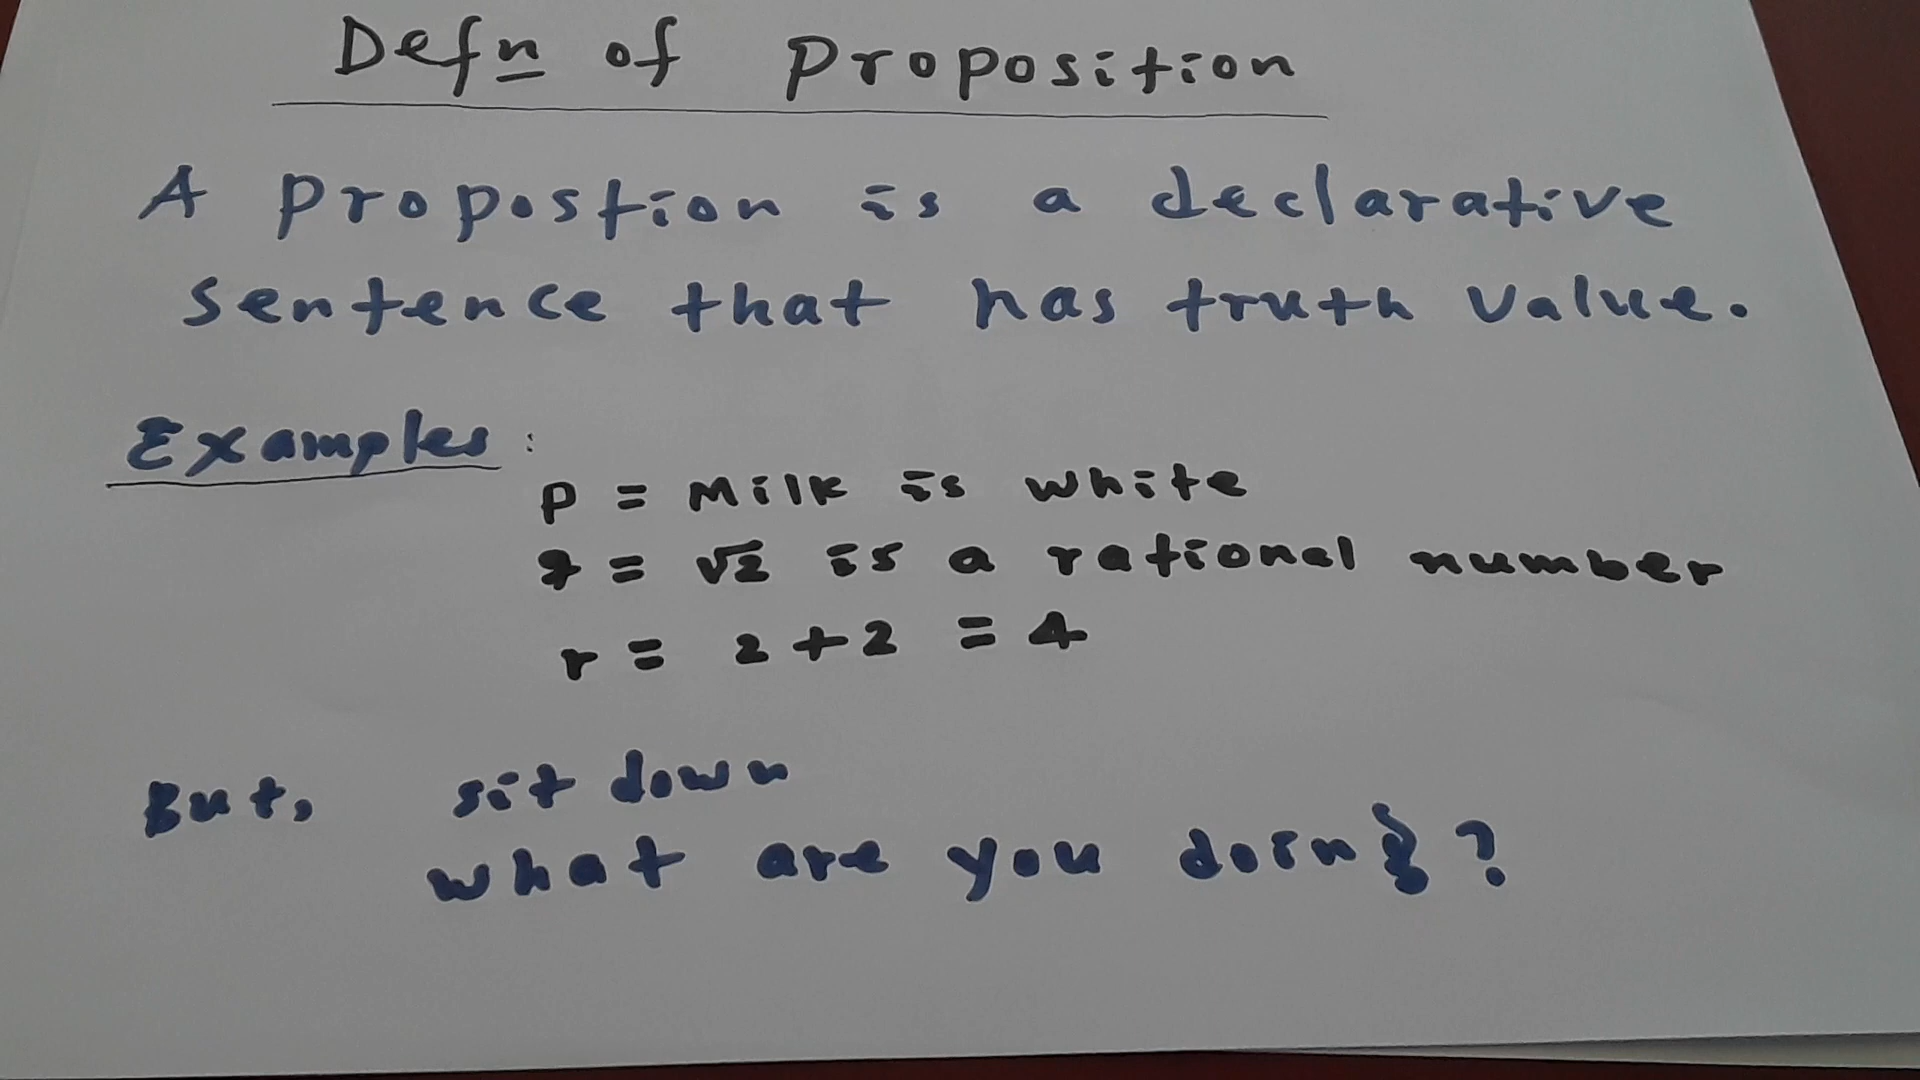 Defn of Proposition
A propostion is a declarative
sentence that has truth value.
Examples:
P = Milk is white
q = √2 is a rational number
r = 2+2 = 4
But, sit down
what are you doing?